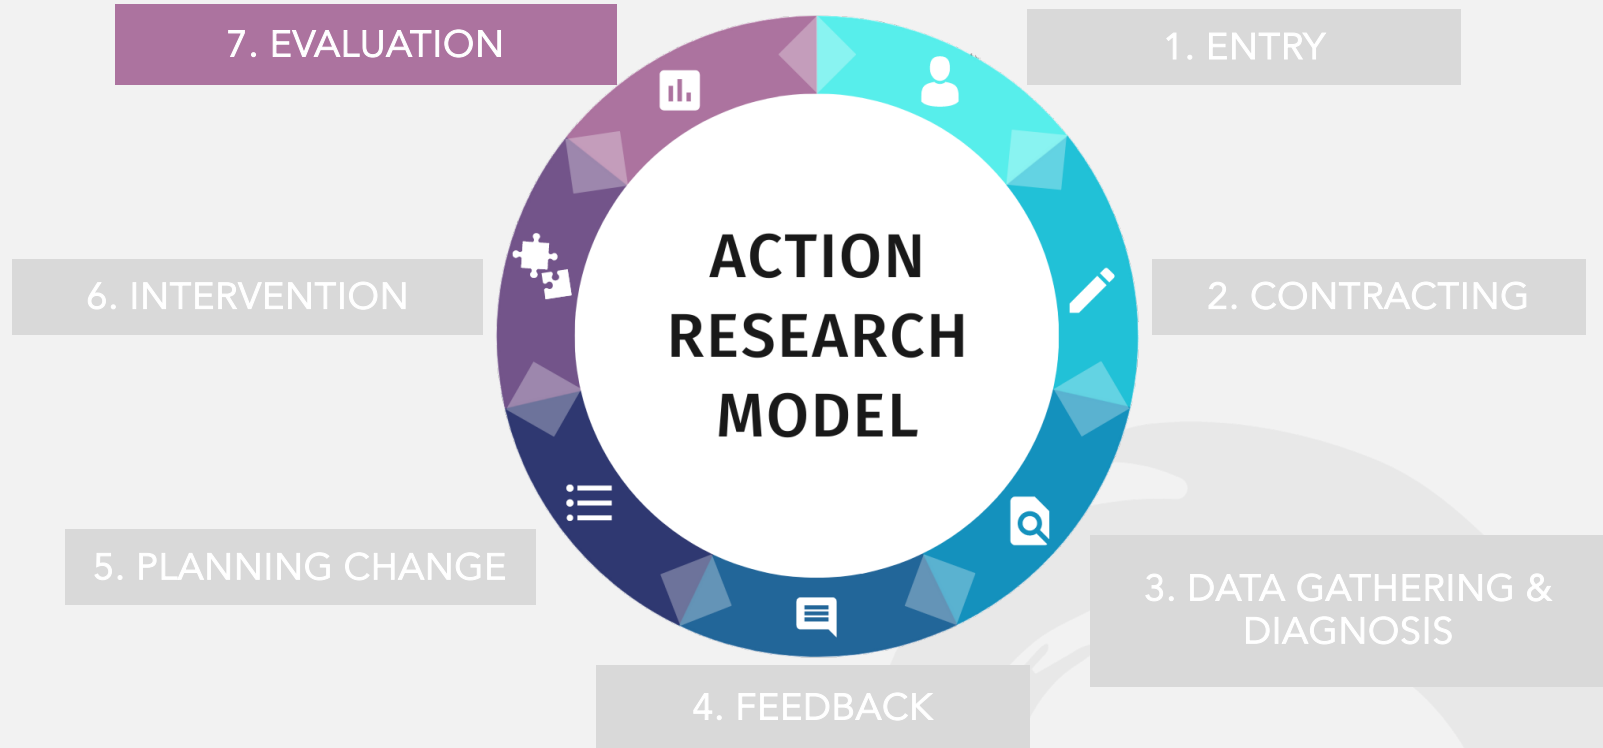 7. EVALUATION
1. ENTRY
ACTION
RESEARCH
MODEL
6. INTERVENTION
2. CONTRACTING
5. PLANNING CHANGE
3. DATA GATHERING &
DIAGNOSIS
4. FEEDBACK